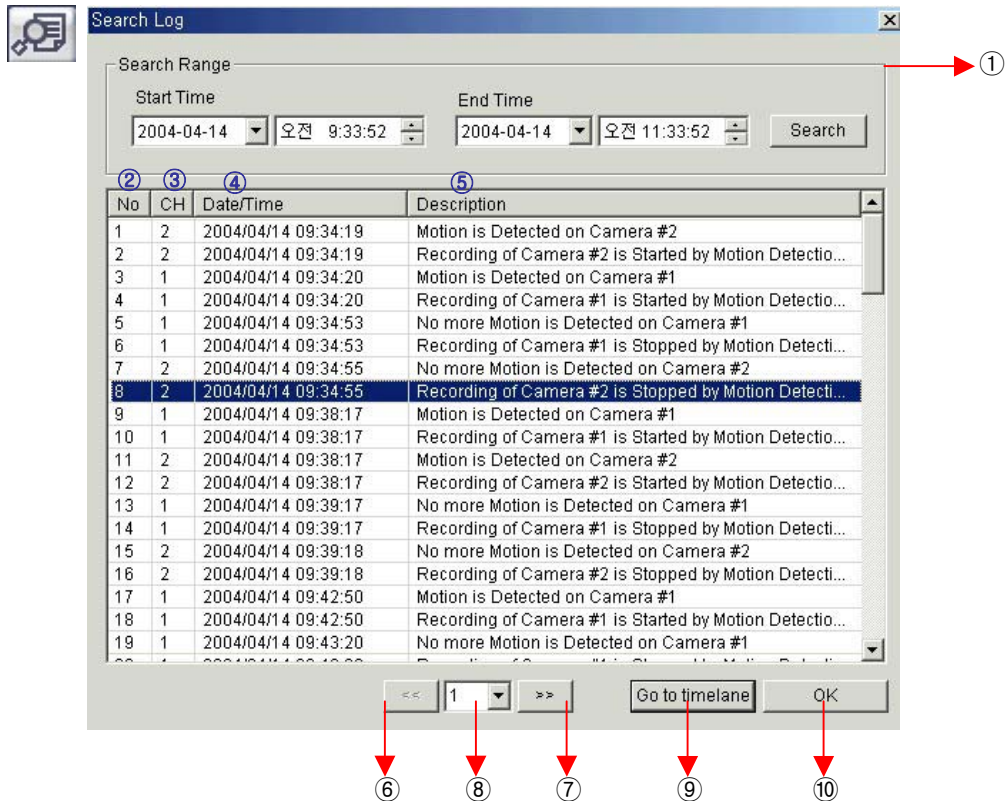 Search Log
Search Range
①
Start Time End Time
2004-04-14 오전 9:33:52 2004-04-14 오전 11:33:52 Search
② ③ ④ ⑤
No CH Date/Time Description
1 2 2004/04/14 09:34:19 Motion is Detected on Camera #2
2 2 2004/04/14 09:34:19 Recording of Camera #2 is Started by Motion Detectio...
3 1 2004/04/14 09:34:20 Motion is Detected on Camera #1
4 1 2004/04/14 09:34:20 Recording of Camera #1 is Started by Motion Detectio...
5 1 2004/04/14 09:34:53 No more Motion is Detected on Camera #1
6 1 2004/04/14 09:34:53 Recording of Camera #1 is Stopped by Motion Detecti...
7 2 2004/04/14 09:34:55 No more Motion is Detected on Camera #2
8 2 2004/04/14 09:34:55 Recording of Camera #2 is Stopped by Motion Detecti...
9 1 2004/04/14 09:38:17 Motion is Detected on Camera #1
10 1 2004/04/14 09:38:17 Recording of Camera #1 is Started by Motion Detectio...
11 2 2004/04/14 09:38:17 Motion is Detected on Camera #2
12 2 2004/04/14 09:38:17 Recording of Camera #2 is Started by Motion Detectio...
13 1 2004/04/14 09:39:17 No more Motion is Detected on Camera #1
14 1 2004/04/14 09:39:17 Recording of Camera #1 is Stopped by Motion Detecti...
15 2 2004/04/14 09:39:18 No more Motion is Detected on Camera #2
16 2 2004/04/14 09:39:18 Recording of Camera #2 is Stopped by Motion Detecti...
17 1 2004/04/14 09:42:50 Motion is Detected on Camera #1
18 1 2004/04/14 09:42:50 Recording of Camera #1 is Started by Motion Detectio...
19 1 2004/04/14 09:43:20 No more Motion is Detected on Camera #1
<< 1 >> Go to timelane OK
⑥ ⑧ ⑦ ⑨ ⑩